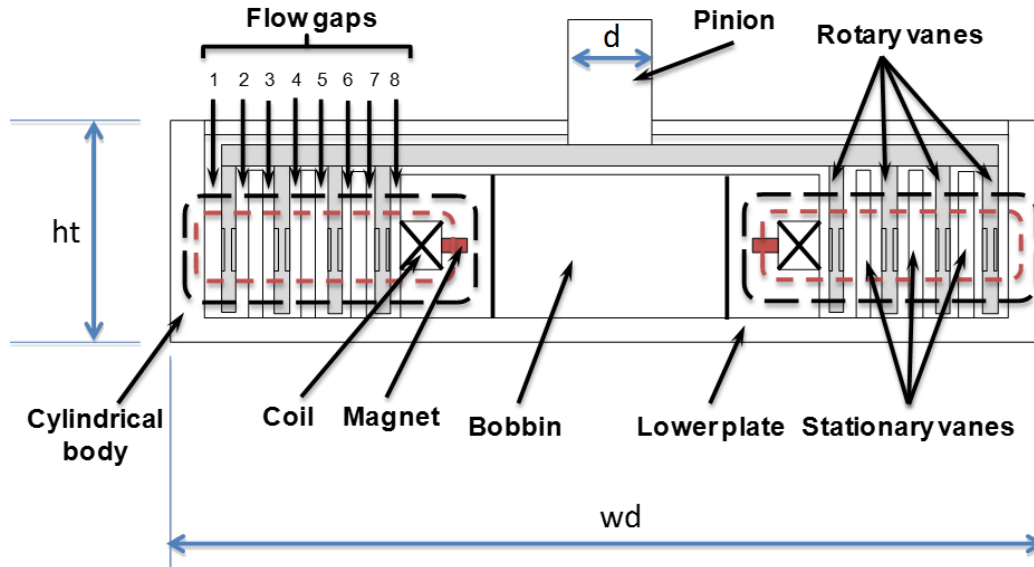 Flow gaps
1 2 3 4 5 6 7 8
d
Pinion
Rotary vanes
ht
Cylindrical
body
Coil
Magnet
Bobbin
Lower plate
Stationary vanes
wd